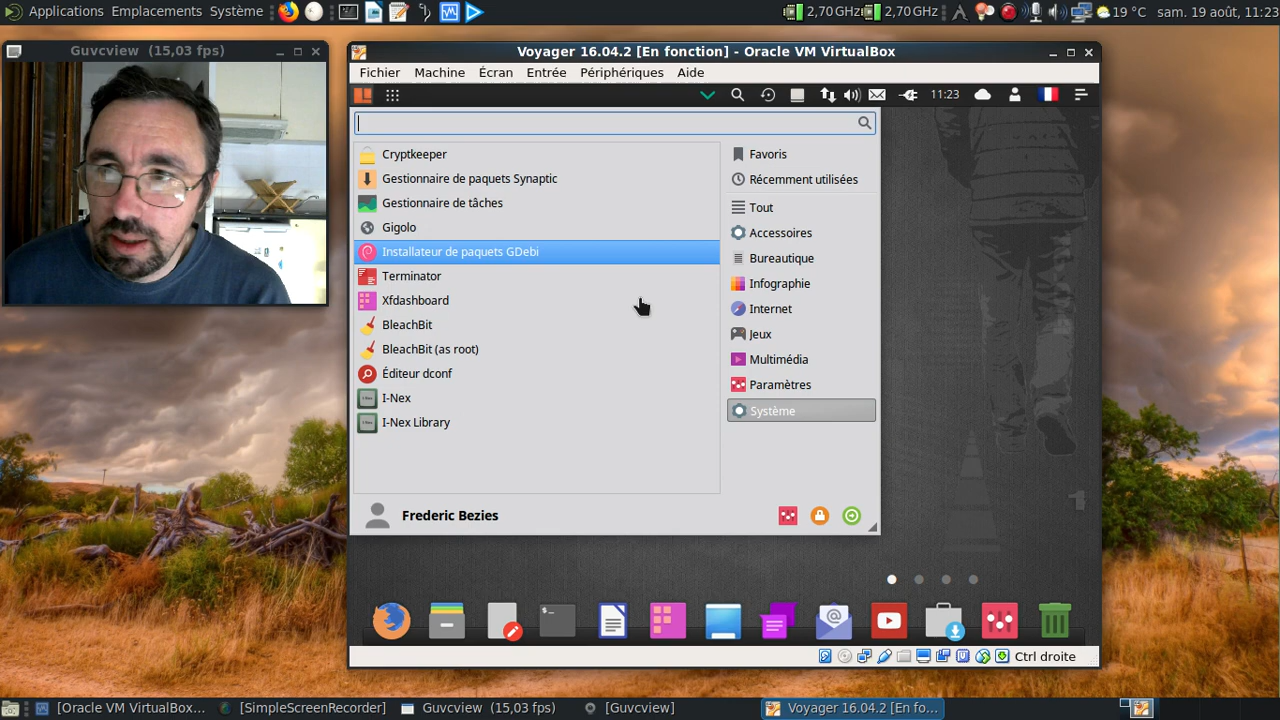 Applications Emplacements Système 2,70 GHz 2,70 GHz 19 °C sam. 19 août, 11:23
Guvcview (15,03 fps)
Voyager 16.04.2 [En fonction] - Oracle VM VirtualBox
Fichier Machine Écran Entrée Périphériques Aide
11:23
Cryptkeeper
Gestionnaire de paquets Synaptic
Gestionnaire de tâches
Gigolo
Installateur de paquets GDebi
Terminator
Xfdashboard
BleachBit
BleachBit (as root)
Éditeur dconf
I-Nex
I-Nex Library
Favoris
Récemment utilisées
Tout
Accessoires
Bureautique
Infographie
Internet
Jeux
Multimédia
Paramètres
Système
Frederic Bezies
Ctrl droite
[Oracle VM VirtualBox... [SimpleScreenRecorder] Guvcview (15,03 fps) [Guvcview] Voyager 16.04.2 [En fo...